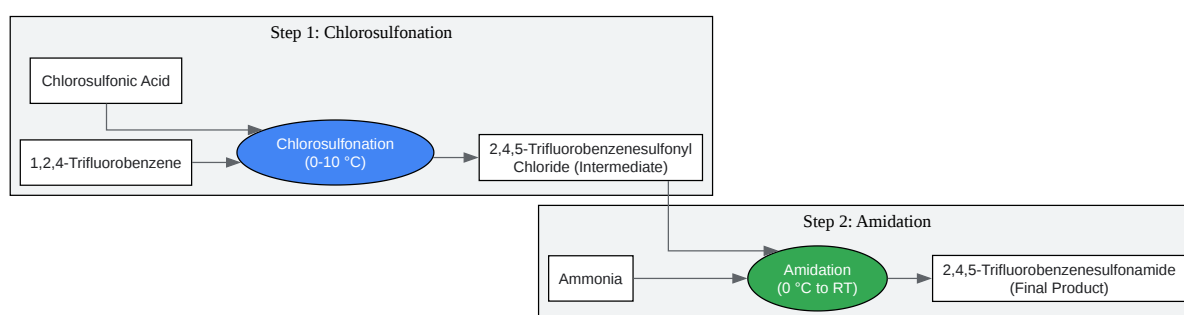 Step 1: Chlorosulfonation
Chlorosulfonic Acid
1,2,4-Trifluorobenzene
Chlorosulfonation
(0-10 °C)
2,4,5-Trifluorobenzenesulfonyl
Chloride (Intermediate)
Step 2: Amidation
Ammonia
Amidation
(0 °C to RT)
2,4,5-Trifluorobenzenesulfonamide
(Final Product)